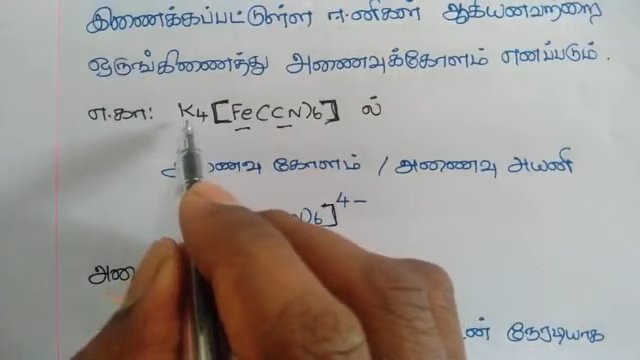 இணைக்கப்பட்டுள்ள ஈனிகள் ஆகியவற்றை
ஒருங்கிணைத்து அணைவுக்கோளம் எனப்படும்.
எ.கா: K4[Fe(CN)6] ல்
கோளம் / அணைவு அயனி
N)6]4-
நேரடியாக